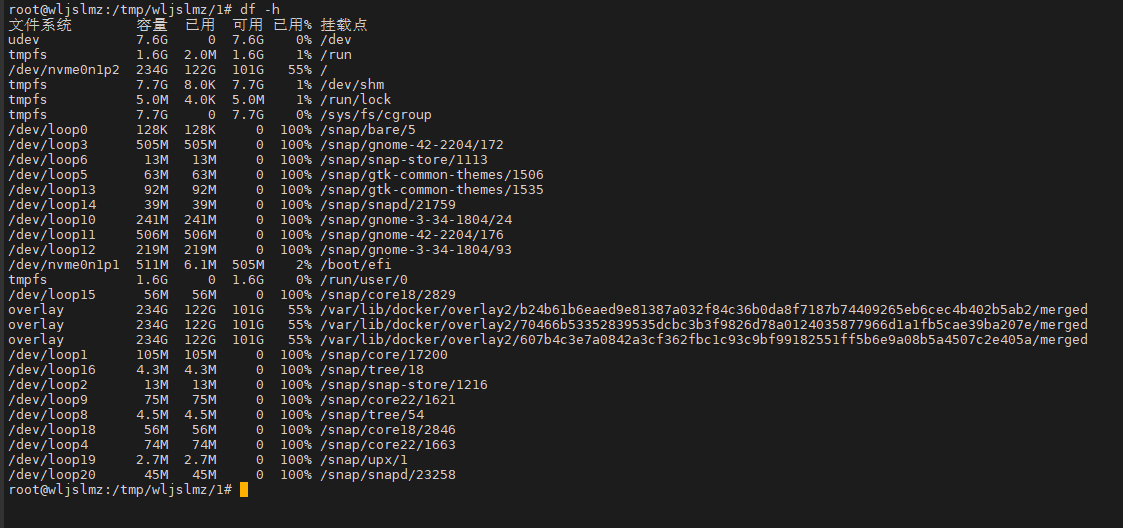 root@wljslmz:/tmp/wljslmz/1# df -h
文件系统        容量  已用  可用 已用% 挂载点
udev            7.6G     0  7.6G    0% /dev
tmpfs           1.6G  2.0M  1.6G    1% /run
/dev/nvme0n1p2  234G  122G  101G   55% /
tmpfs           7.7G  8.0K  7.7G    1% /dev/shm
tmpfs           5.0M  4.0K  5.0M    1% /run/lock
tmpfs           7.7G     0  7.7G    0% /sys/fs/cgroup
/dev/loop0      128K  128K     0  100% /snap/bare/5
/dev/loop3      505M  505M     0  100% /snap/gnome-42-2204/172
/dev/loop6       13M   13M     0  100% /snap/snap-store/1113
/dev/loop5       63M   63M     0  100% /snap/gtk-common-themes/1506
/dev/loop13      92M   92M     0  100% /snap/gtk-common-themes/1535
/dev/loop14      39M   39M     0  100% /snap/snapd/21759
/dev/loop10     241M  241M     0  100% /snap/gnome-3-34-1804/24
/dev/loop11     506M  506M     0  100% /snap/gnome-42-2204/176
/dev/loop12     219M  219M     0  100% /snap/gnome-3-34-1804/93
/dev/nvme0n1p1  511M  6.1M  505M    2% /boot/efi
tmpfs           1.6G     0  1.6G    0% /run/user/0
/dev/loop15      56M   56M     0  100% /snap/core18/2829
overlay         234G  122G  101G   55% /var/lib/docker/overlay2/b24b61b6eaed9e81387a032f84c36b0da8f7187b74409265eb6cec4b402b5ab2/merged
overlay         234G  122G  101G   55% /var/lib/docker/overlay2/70466b53352839535dcbc3b3f9826d78a0124035877966d1a1fb5cae39ba207e/merged
overlay         234G  122G  101G   55% /var/lib/docker/overlay2/607b4c3e7a0842a3cf362fbc1c93c9bf99182551ff5b6e9a08b5a4507c2e405a/merged
/dev/loop1      105M  105M     0  100% /snap/core/17200
/dev/loop16     4.3M  4.3M     0  100% /snap/tree/18
/dev/loop2       13M   13M     0  100% /snap/snap-store/1216
/dev/loop9       75M   75M     0  100% /snap/core22/1621
/dev/loop8      4.5M  4.5M     0  100% /snap/tree/54
/dev/loop18      56M   56M     0  100% /snap/core18/2846
/dev/loop4       74M   74M     0  100% /snap/core22/1663
/dev/loop19     2.7M  2.7M     0  100% /snap/upx/1
/dev/loop20      45M   45M     0  100% /snap/snapd/23258
root@wljslmz:/tmp/wljslmz/1#